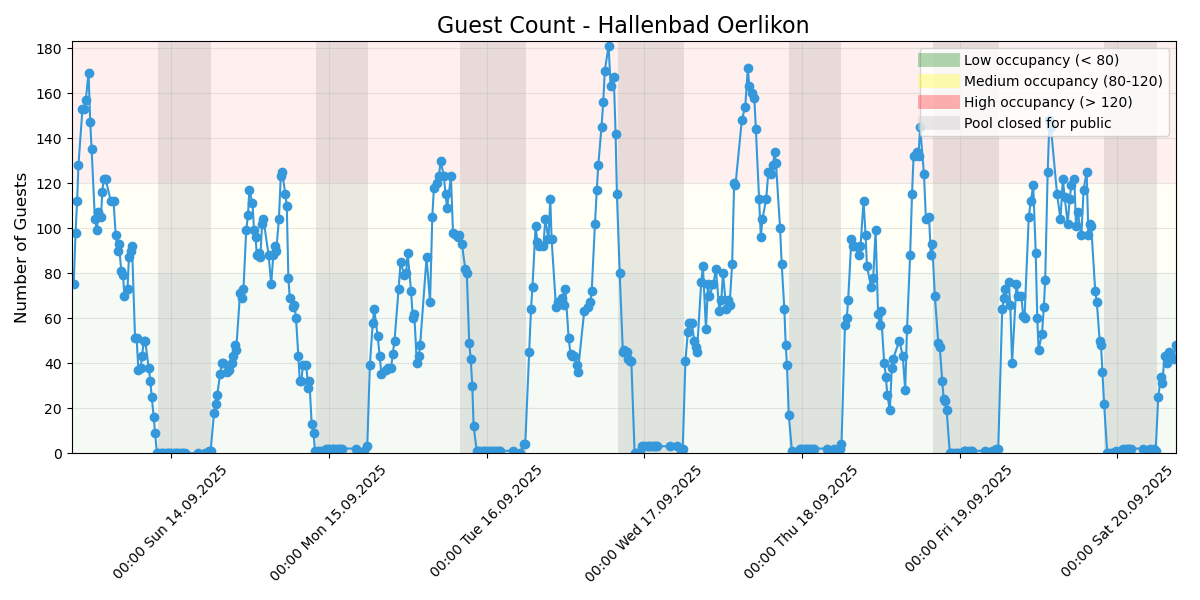 Guest Count - Hallenbad Oerlikon
Number of Guests
180
160
140
120
100
80
60
40
20
0
Low occupancy (< 80)
Medium occupancy (80-120)
High occupancy (> 120)
Pool closed for public
00:00 Sun 14.09.2025
00:00 Mon 15.09.2025
00:00 Tue 16.09.2025
00:00 Wed 17.09.2025
00:00 Thu 18.09.2025
00:00 Fri 19.09.2025
00:00 Sat 20.09.2025